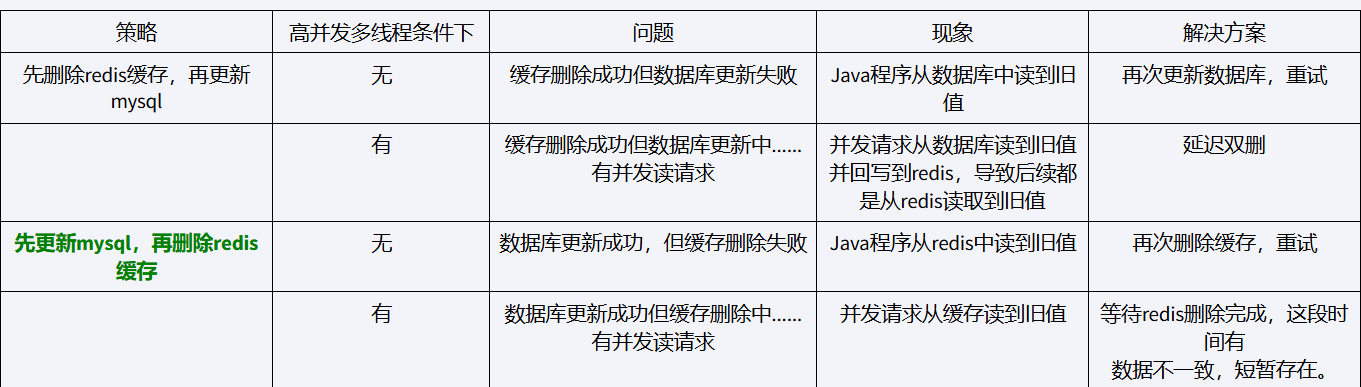 策略
高并发多线程条件下
问题
现象
解决方案
先删除redis缓存，再更新
mysql
无
缓存删除成功但数据库更新失败
Java程序从数据库中读到旧
值
再次更新数据库，重试
有
缓存删除成功但数据库更新中......
有并发读请求
并发请求从数据库读到旧值
并回写到redis，导致后续都
是从redis读取到旧值
延迟双删
先更新mysql，再删除redis
缓存
无
数据库更新成功，但缓存删除失败
Java程序从redis中读到旧值
再次删除缓存，重试
有
数据库更新成功但缓存删除中......
有并发读请求
并发请求从缓存读到旧值
等待redis删除完成，这段时
间有
数据不一致，短暂存在。